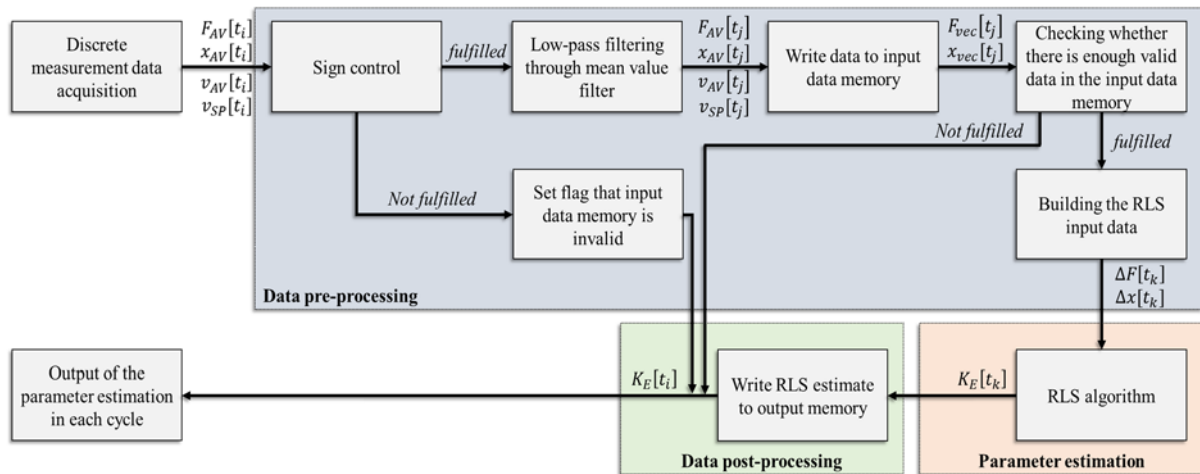 Discrete
measurement data
acquisition
F_AV[t_i]
x_AV[t_i]
v_AV[t_i]
v_SP[t_i]
Sign control
fulfilled
Low-pass filtering
through mean value
filter
F_AV[t_j]
x_AV[t_j]
v_AV[t_j]
v_SP[t_j]
Write data to input
data memory
F_vec[t_j]
x_vec[t_j]
Checking whether
there is enough valid
data in the input data
memory
Not fulfilled
fulfilled
Not fulfilled
Set flag that input
data memory is
invalid
Building the RLS
input data
Data pre-processing
ΔF[t_k]
Δx[t_k]
Output of the
parameter estimation
in each cycle
K_E[t_i]
Write RLS estimate
to output memory
K_E[t_k]
RLS algorithm
Data post-processing
Parameter estimation